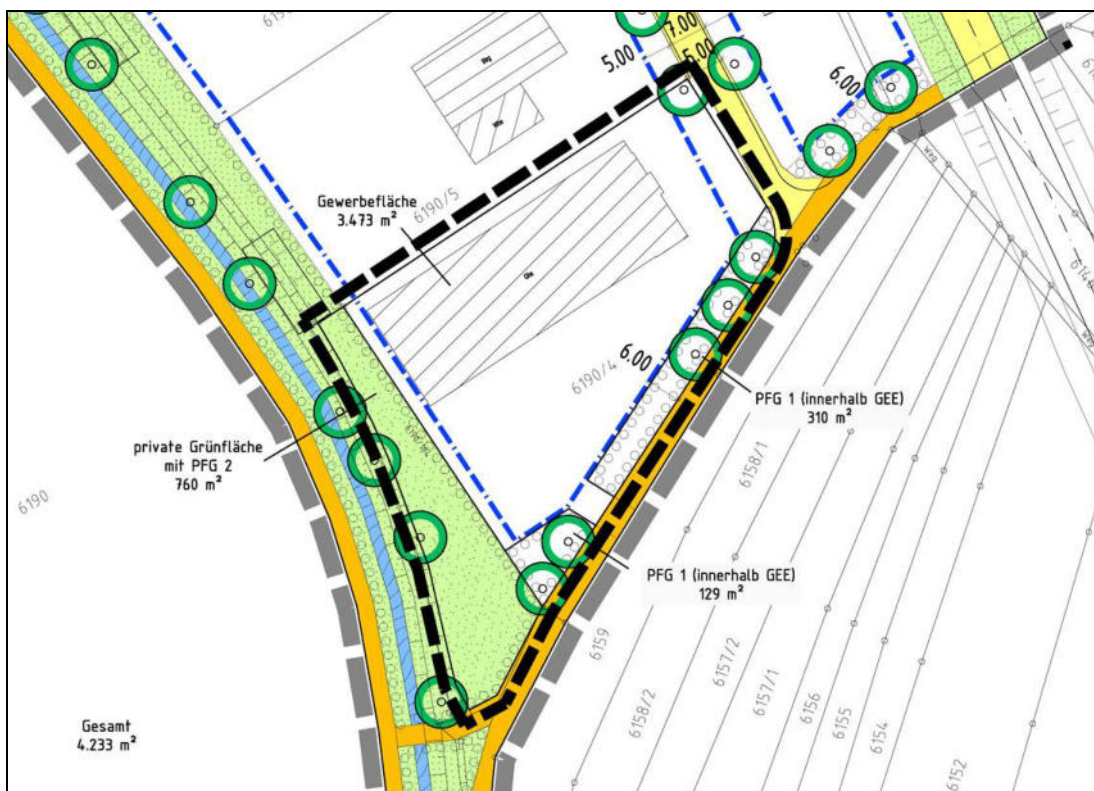 7.00
5.00
5.00
6.00
Weg
Gewerbefläche
3.473 m²
6190/5
6190/4
6.00
PFG 1 (innerhalb GEE)
310 m²
private Grünfläche
mit PFG 2
760 m²
6190
6158/1
PFG 1 (innerhalb GEE)
129 m²
6159
6158/2
6157/2
6157/1
6156
6155
6154
6152
Gesamt
4.233 m²